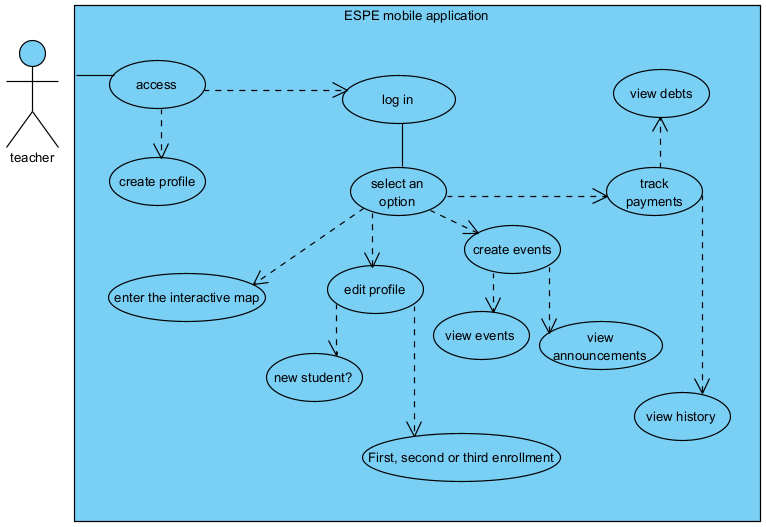 ESPE mobile application
access
log in
view debts
teacher
create profile
select an
option
track
payments
create events
enter the interactive map
edit profile
view events
view
announcements
new student?
view history
First, second or third enrollment